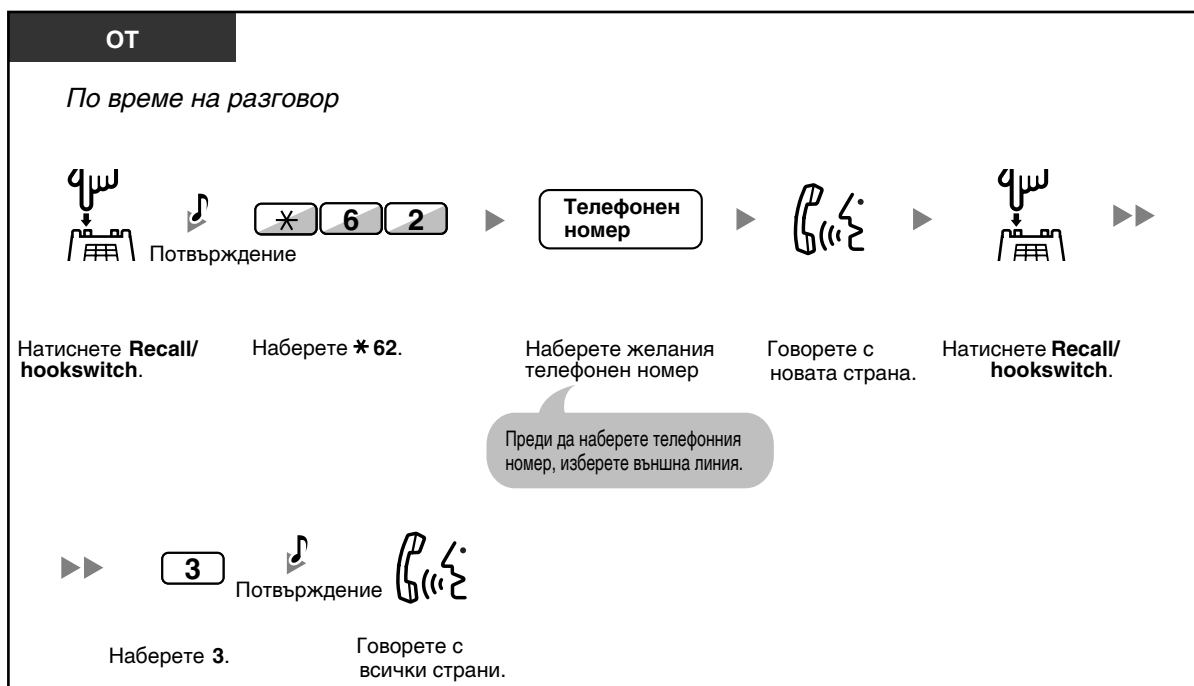 ОТ
По време на разговор
Потвърждение
* 6 2
Телефонен
номер
Натиснете Recall/
hookswitch.
Наберете * 62.
Наберете желания
телефонен номер
Говорете с
новата страна.
Натиснете Recall/
hookswitch.
Преди да наберете телефонния
номер, изберете външна линия.
3
Потвърждение
Наберете 3.
Говорете с
всички страни.